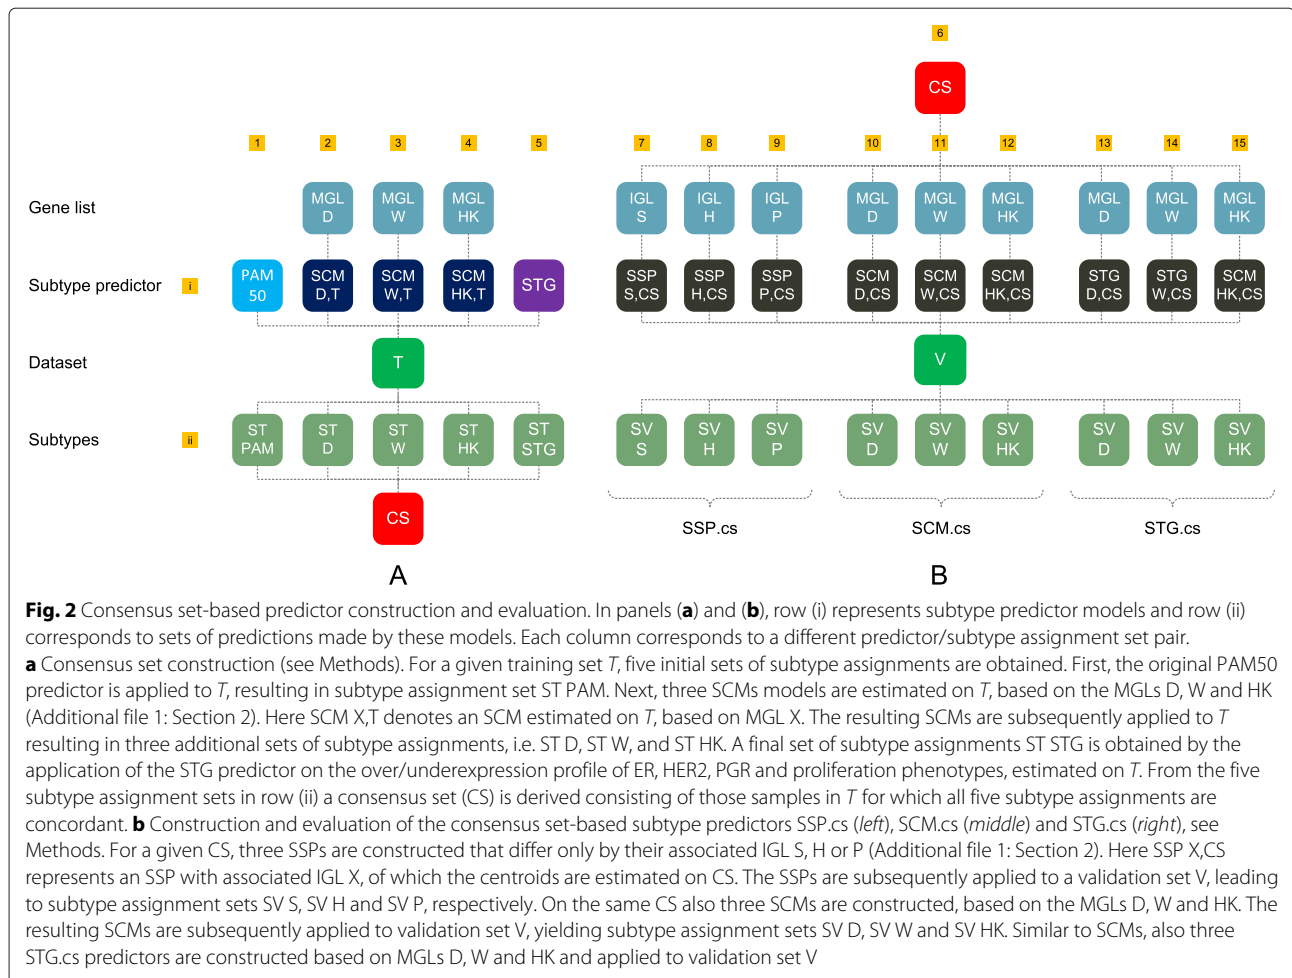 6
CS
1 2 3 4 5 7 8 9 10 11 12 13 14 15
Gene list
MGL D
MGL W
MGL HK
IGL S
IGL H
IGL P
MGL D
MGL W
MGL HK
MGL D
MGL W
MGL HK
Subtype predictor
i
PAM 50
SCM D,T
SCM W,T
SCM HK,T
STG
SSP S,CS
SSP H,CS
SSP P,CS
SCM D,CS
SCM W,CS
SCM HK,CS
STG D,CS
STG W,CS
SCM HK,CS
Dataset
T
V
Subtypes
ii
ST PAM
ST D
ST W
ST HK
ST STG
SV S
SV H
SV P
SV D
SV W
SV HK
SV D
SV W
SV HK
CS
SSP.cs
SCM.cs
STG.cs
A
B
Fig. 2 Consensus set-based predictor construction and evaluation. In panels (a) and (b), row (i) represents subtype predictor models and row (ii)
corresponds to sets of predictions made by these models. Each column corresponds to a different predictor/subtype assignment set pair.
a Consensus set construction (see Methods). For a given training set T, five initial sets of subtype assignments are obtained. First, the original PAM50
predictor is applied to T, resulting in subtype assignment set ST PAM. Next, three SCMs models are estimated on T, based on the MGLs D, W and HK
(Additional file 1: Section 2). Here SCM X,T denotes an SCM estimated on T, based on MGL X. The resulting SCMs are subsequently applied to T
resulting in three additional sets of subtype assignments, i.e. ST D, ST W, and ST HK. A final set of subtype assignments ST STG is obtained by the
application of the STG predictor on the over/underexpression profile of ER, HER2, PGR and proliferation phenotypes, estimated on T. From the five
subtype assignment sets in row (ii) a consensus set (CS) is derived consisting of those samples in T for which all five subtype assignments are
concordant. b Construction and evaluation of the consensus set-based subtype predictors SSP.cs (left), SCM.cs (middle) and STG.cs (right), see
Methods. For a given CS, three SSPs are constructed that differ only by their associated IGL S, H or P (Additional file 1: Section 2). Here SSP X,CS
represents an SSP with associated IGL X, of which the centroids are estimated on CS. The SSPs are subsequently applied to a validation set V, leading
to subtype assignment sets SV S, SV H and SV P, respectively. On the same CS also three SCMs are constructed, based on the MGLs D, W and HK. The
resulting SCMs are subsequently applied to validation set V, yielding subtype assignment sets SV D, SV W and SV HK. Similar to SCMs, also three
STG.cs predictors are constructed based on MGLs D, W and HK and applied to validation set V